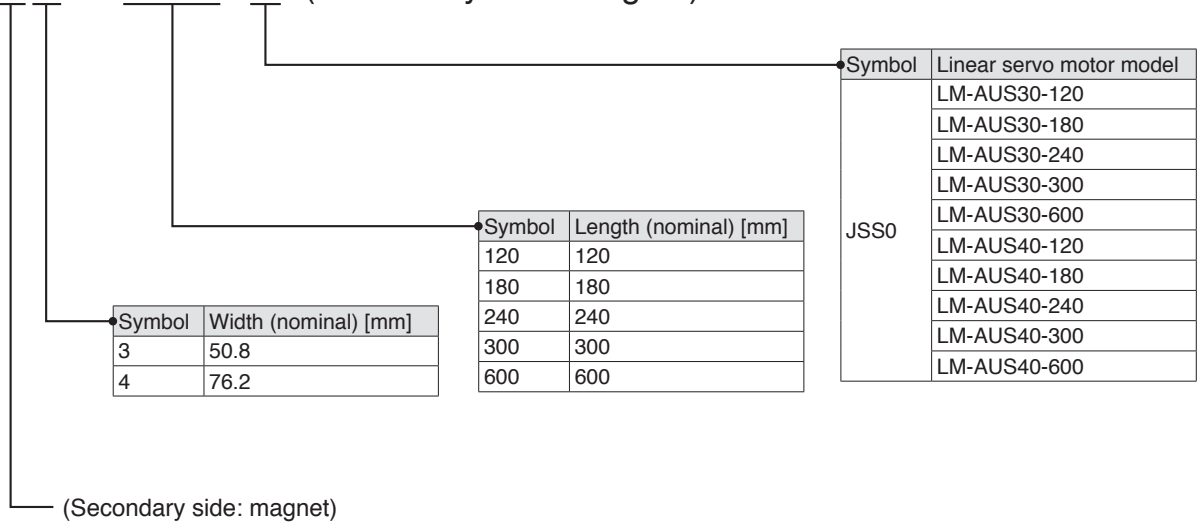 Symbol Linear servo motor model
JSS0
LM-AUS30-120
LM-AUS30-180
LM-AUS30-240
LM-AUS30-300
LM-AUS30-600
LM-AUS40-120
LM-AUS40-180
LM-AUS40-240
LM-AUS40-300
LM-AUS40-600
Symbol Length (nominal) [mm]
120 120
180 180
240 240
300 300
600 600
Symbol Width (nominal) [mm]
3 50.8
4 76.2
(Secondary side: magnet)